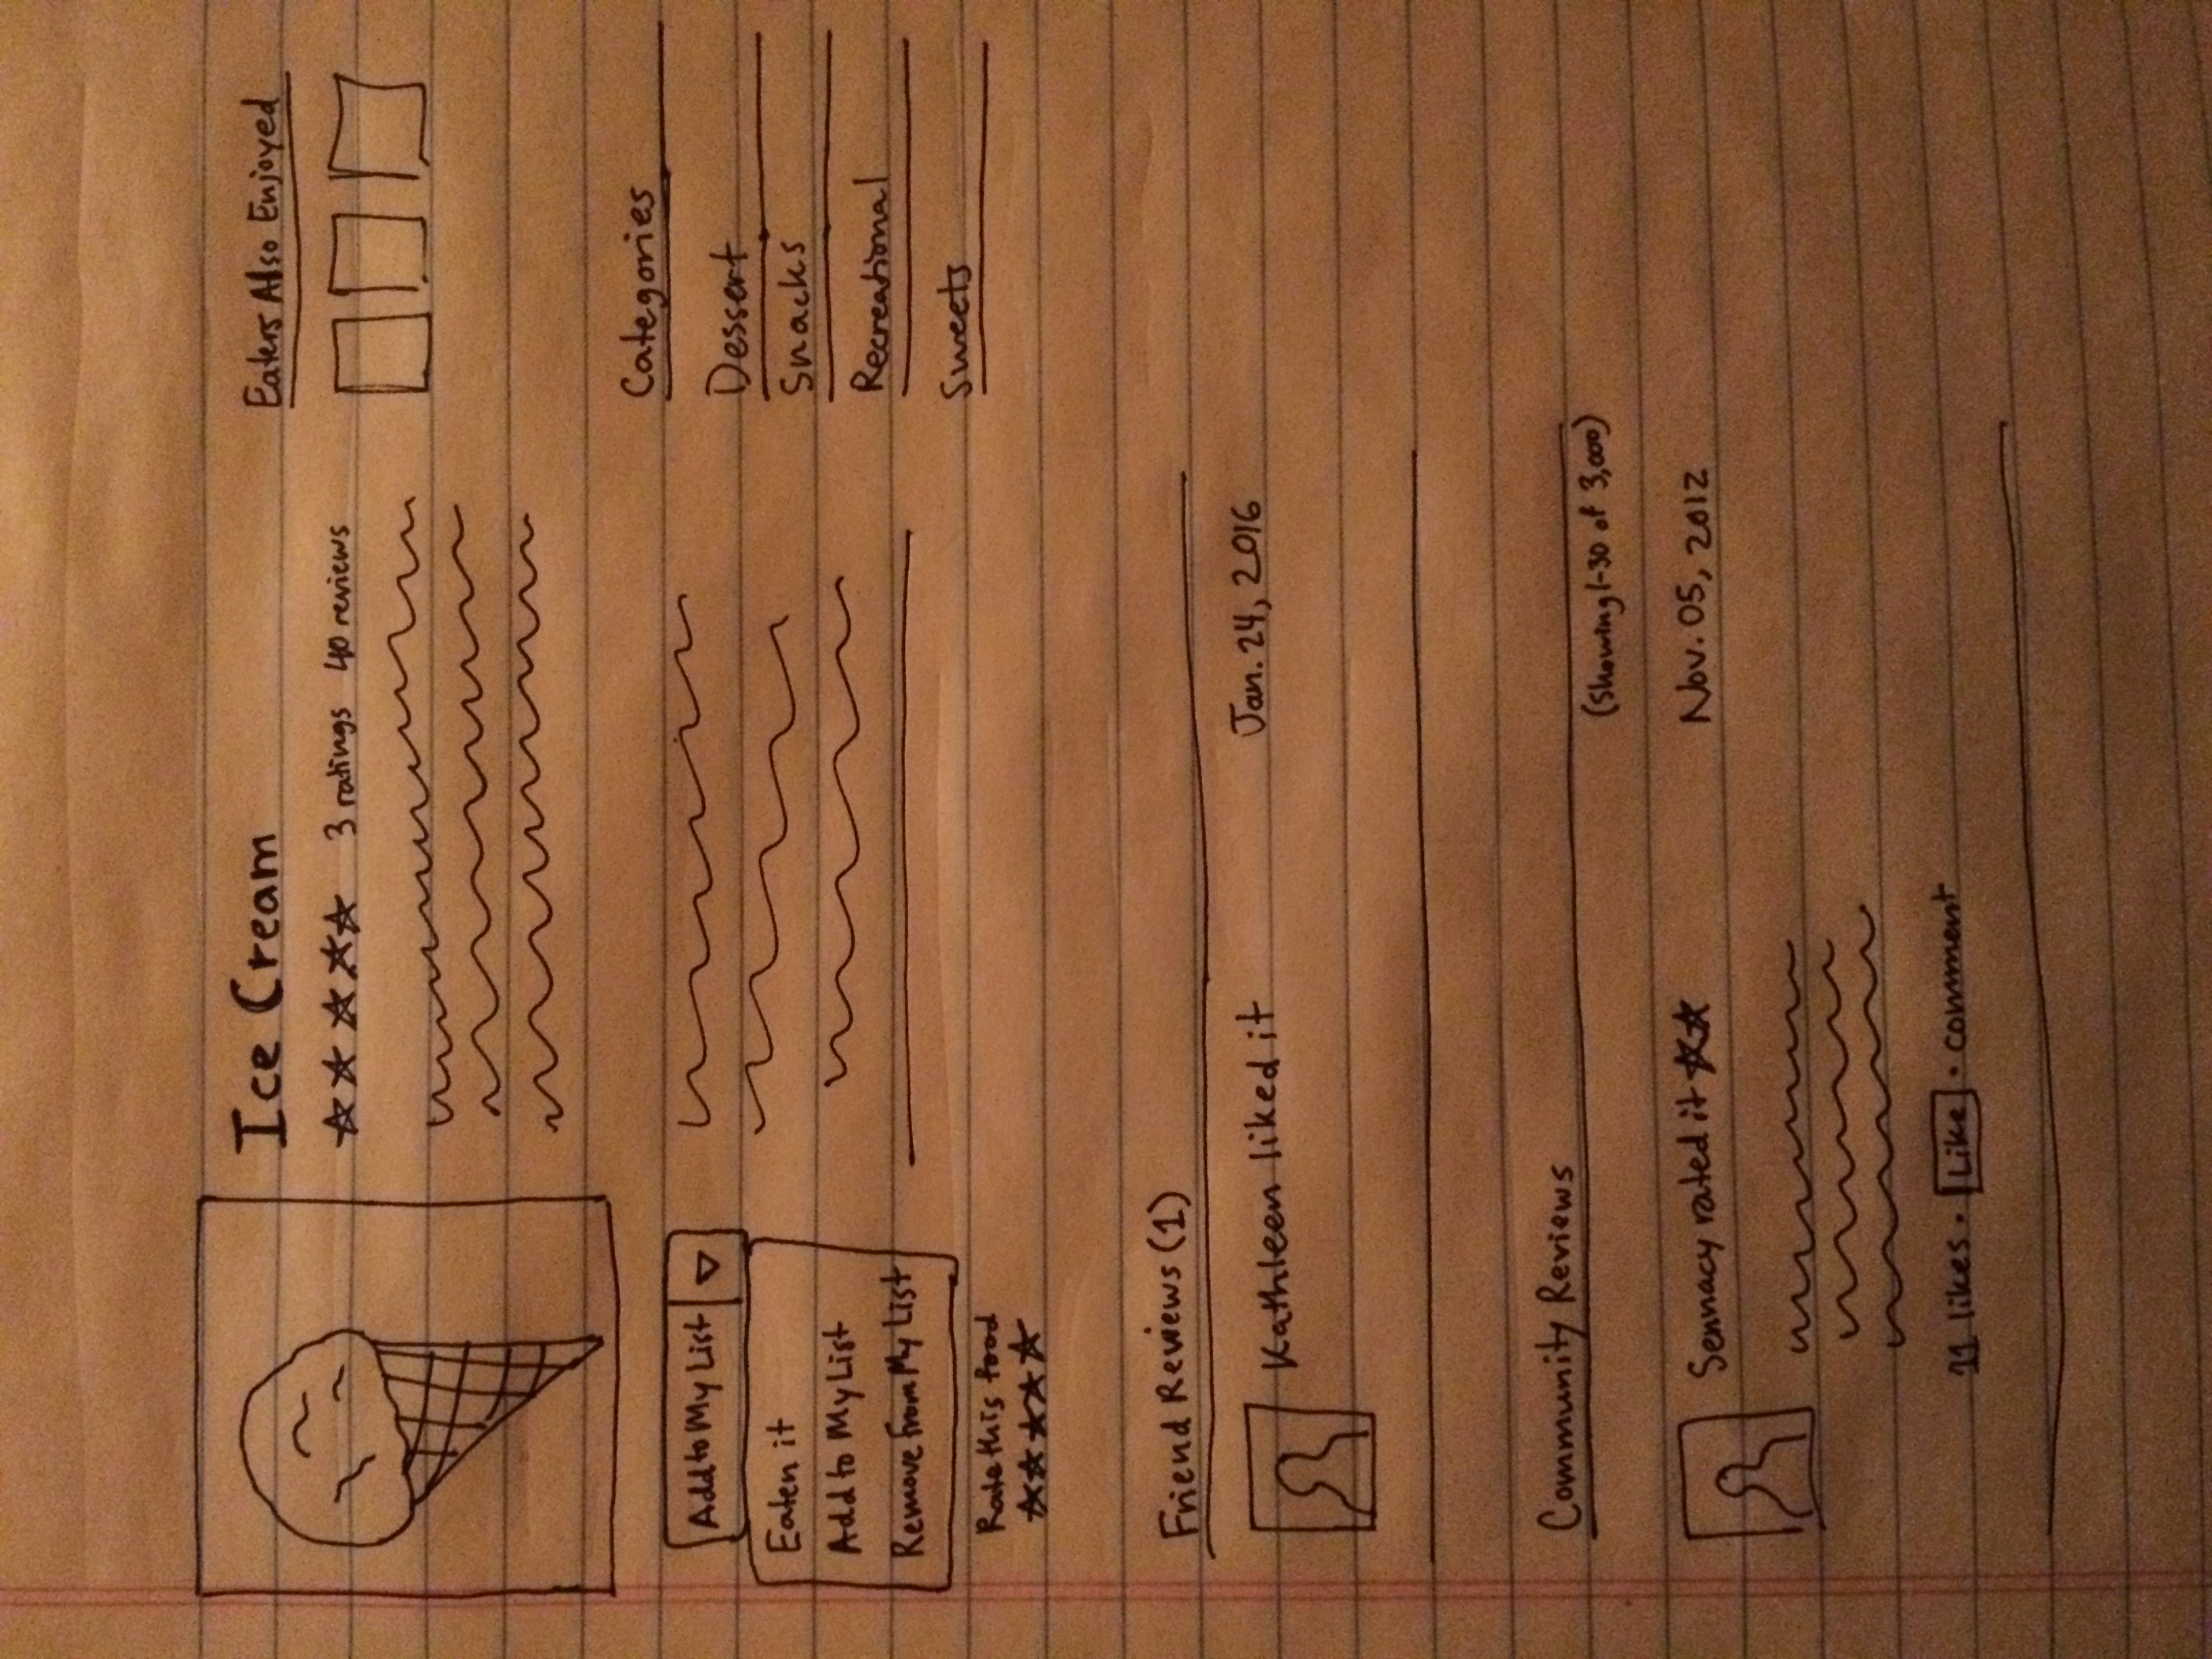 Ice Cream
3 ratings 40 reviews
Eaters Also Enjoyed
Add to My List
Eaten it
Add to My List
Remove From My List
Rate this food
Categories
Dessert
Snacks
Recreational
Sweets
Friend Reviews (1)
Kathleen liked it Jan. 24, 2016
Community Reviews
(Showing 1-30 of 3,000)
Sennacy rated it Nov. 05, 2012
11 likes · Like · comment